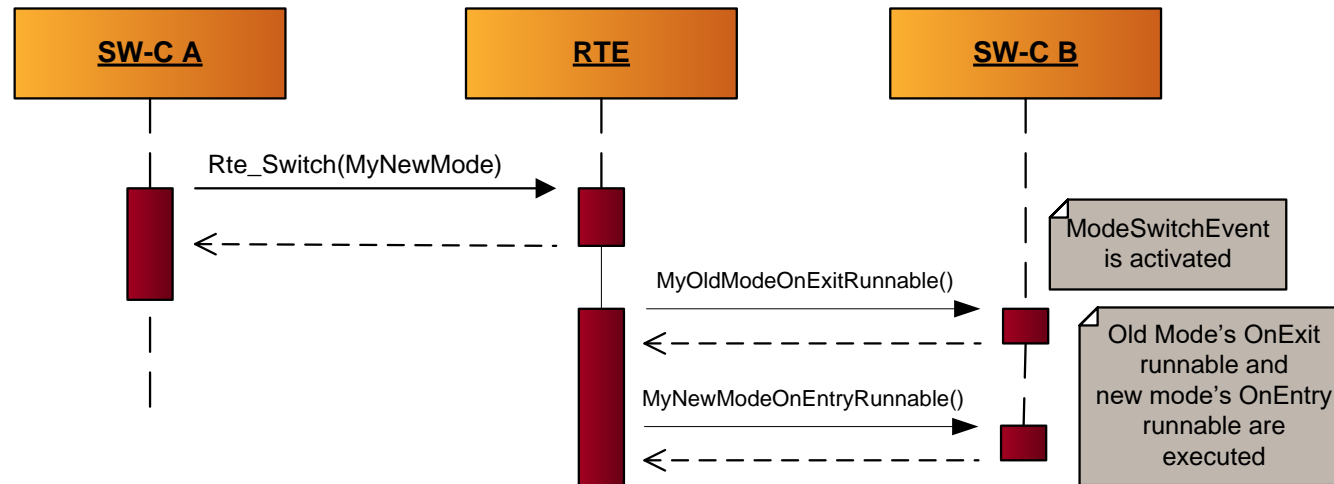 SW-C A
RTE
SW-C B
Rte_Switch(MyNewMode)
ModeSwitchEvent
is activated
MyOldModeOnExitRunnable()
Old Mode’s OnExit
runnable and
new mode’s OnEntry
runnable are
executed
MyNewModeOnEntryRunnable()